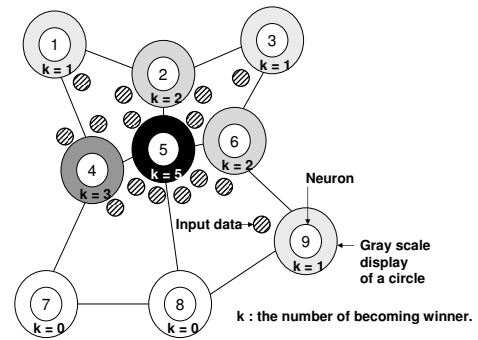 1
k = 1
2
k = 2
3
k = 1
4
k = 3
5
k = 5
6
k = 2
Neuron
Input data
9
k = 1
Gray scale
display
of a circle
7
k = 0
8
k = 0
k : the number of becoming winner.